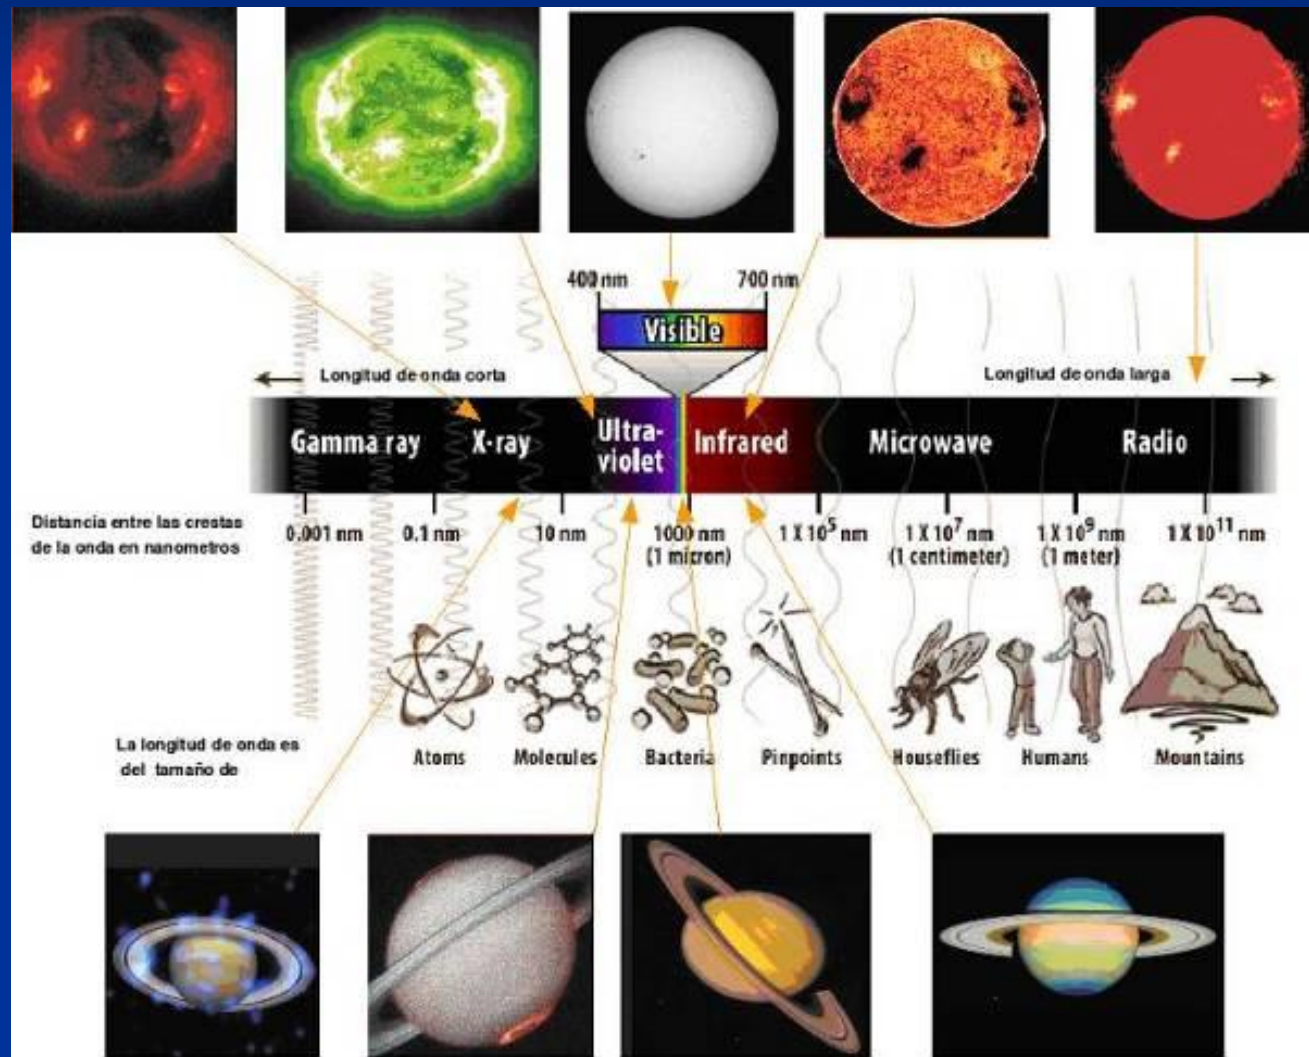 400 nm 700 nm
Visible
Longitud de onda corta
Longitud de onda larga
Gamma ray X-ray Ultra-violet Infrared Microwave Radio
Distancia entre las crestas
de la onda en nanometros
0.001 nm 0.1 nm 10 nm 1000 nm 1 X 10⁵ nm 1 X 10⁷ nm 1 X 10⁹ nm 1 X 10¹¹ nm
(1 micron) (1 centimeter) (1 meter)
La longitud de onda es
del tamaño de
Atoms Molecules Bacteria Pinpoints Houseflies Humans Mountains